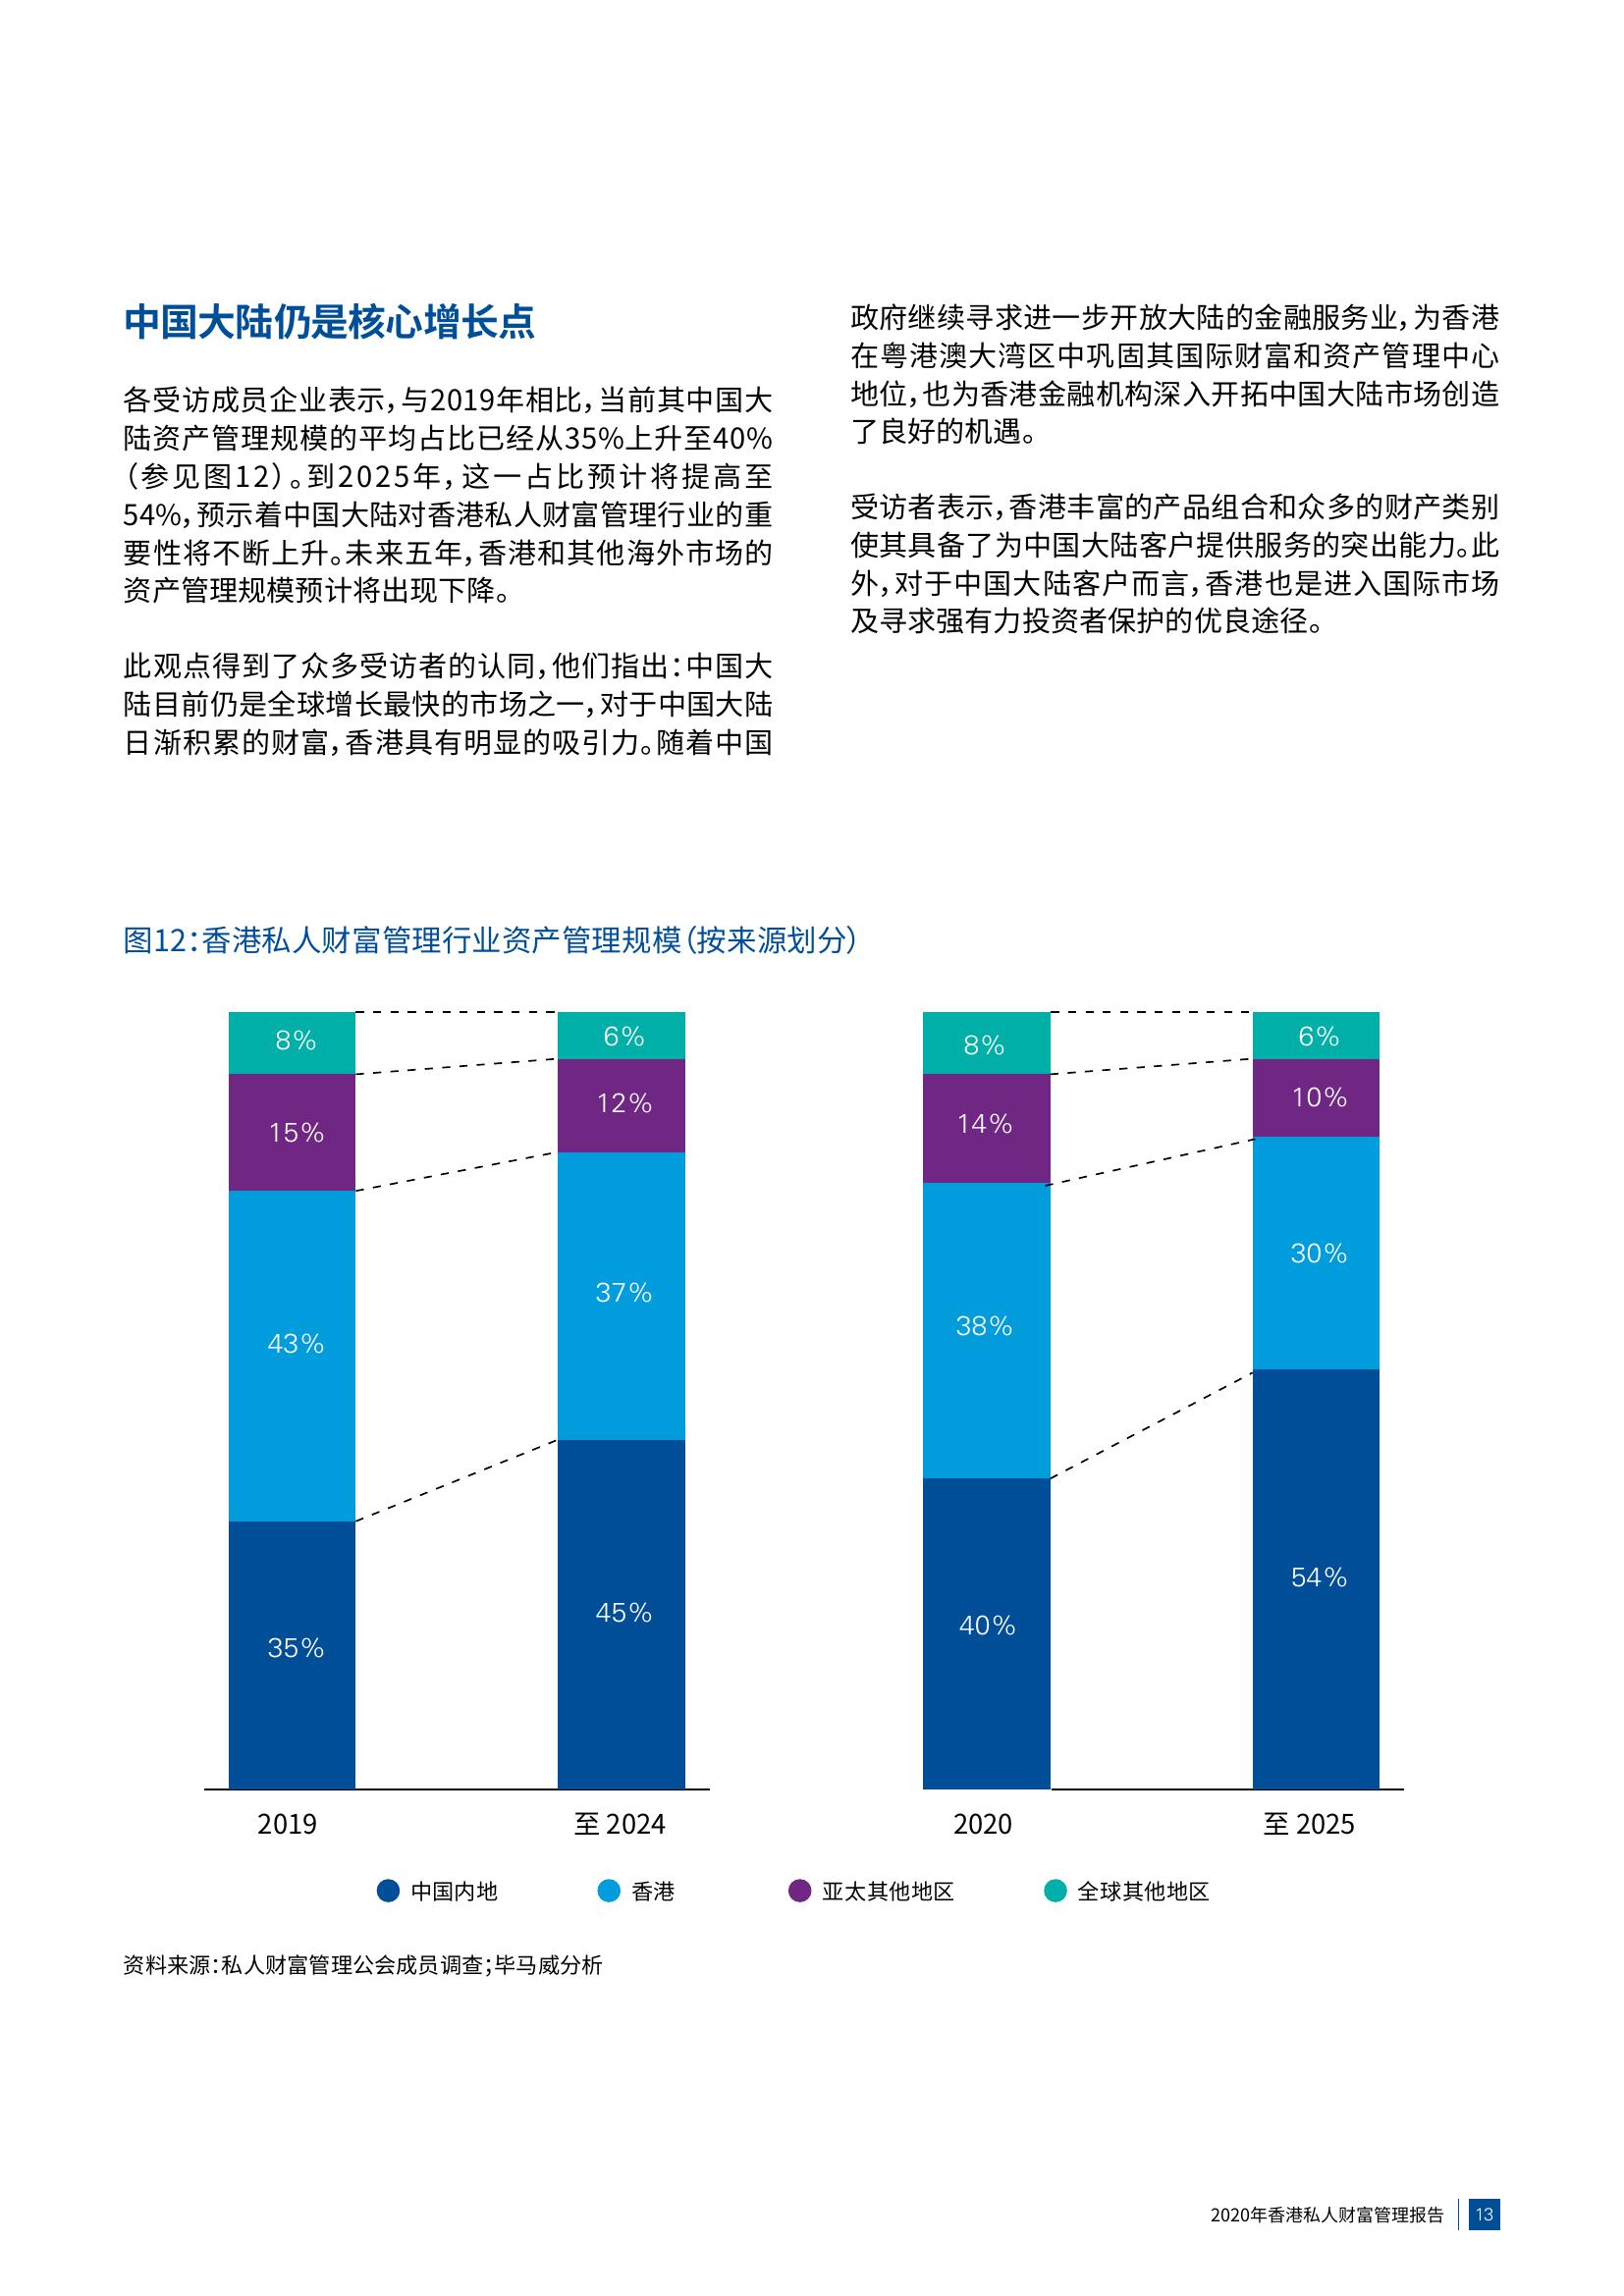 中国大陆仍是核心增长点
各受访成员企业表示，与2019年相比，当前其中国大
陆资产管理规模的平均占比已经从35%上升至40%
（参见图12）。到2025年，这一占比预计将提高至
54%，预示着中国大陆对香港私人财富管理行业的重
要性将不断上升。未来五年，香港和其他海外市场的
资产管理规模预计将出现下降。
此观点得到了众多受访者的认同，他们指出：中国大
陆目前仍是全球增长最快的市场之一，对于中国大陆
日渐积累的财富，香港具有明显的吸引力。随着中国
政府继续寻求进一步开放大陆的金融服务业，为香港
在粤港澳大湾区中巩固其国际财富和资产管理中心
地位，也为香港金融机构深入开拓中国大陆市场创造
了良好的机遇。
受访者表示，香港丰富的产品组合和众多的财产类别
使其具备了为中国大陆客户提供服务的突出能力。此
外，对于中国大陆客户而言，香港也是进入国际市场
及寻求强有力投资者保护的优良途径。
图12：香港私人财富管理行业资产管理规模（按来源划分）
8%
15%
43%
35%
6%
12%
37%
45%
8%
14%
38%
40%
6%
10%
30%
54%
2019
至 2024
2020
至 2025
中国内地
香港
亚太其他地区
全球其他地区
资料来源：私人财富管理公会成员调查；毕马威分析
2020年香港私人财富管理报告
13